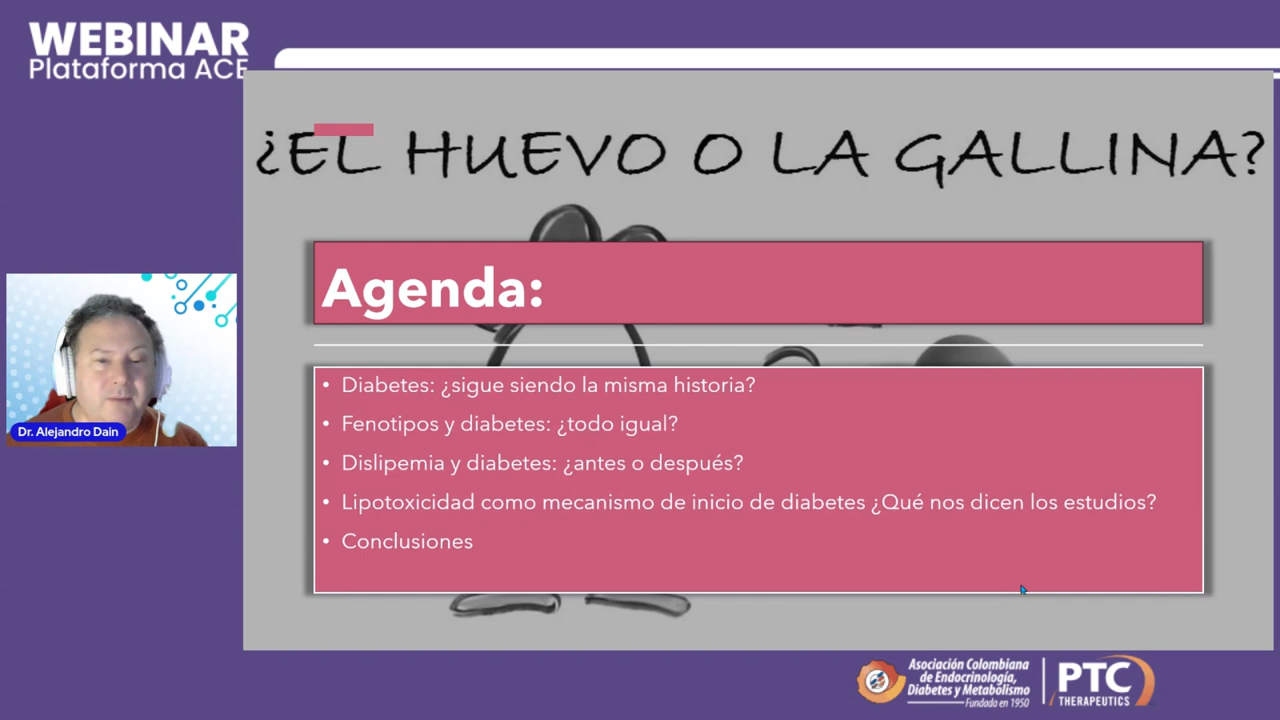 WEBINAR
Plataforma ACE
¿EL HUEVO O LA GALLINA?
Agenda:
• Diabetes: ¿sigue siendo la misma historia?
• Fenotipos y diabetes: ¿todo igual?
• Dislipemia y diabetes: ¿antes o después?
• Lipotoxicidad como mecanismo de inicio de diabetes ¿Qué nos dicen los estudios?
• Conclusiones
Dr. Alejandro Dain
Asociación Colombiana
de Endocrinología,
Diabetes y Metabolismo
Fundada en 1950
PTC
THERAPEUTICS